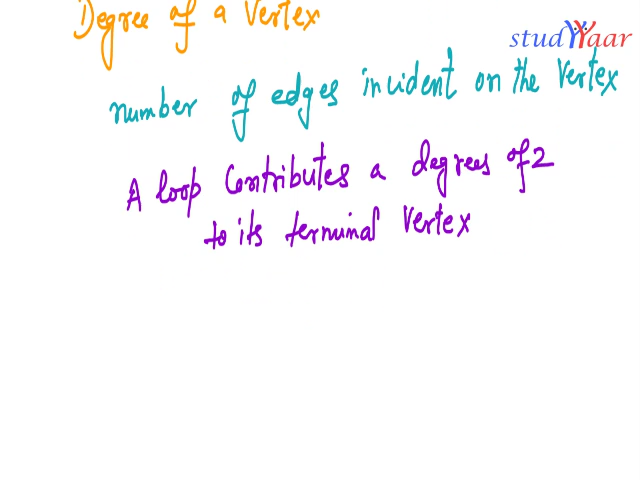 Degree of a Vertex
studYYaar
number of edges incident on the Vertex
A loop Contributes a degrees of 2
to its terminal Vertex